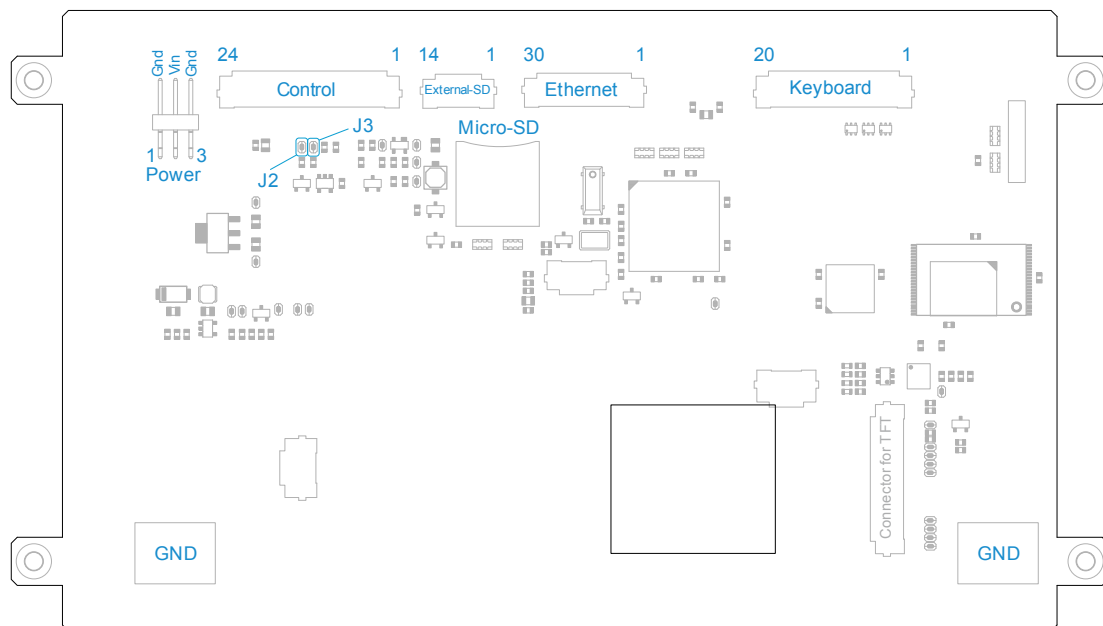 Gnd
Vin
Gnd
1
3
Power
24
1
Control
14
1
External-SD
30
1
Ethernet
20
1
Keyboard
J3
J2
Micro-SD
Connector for TFT
GND
GND